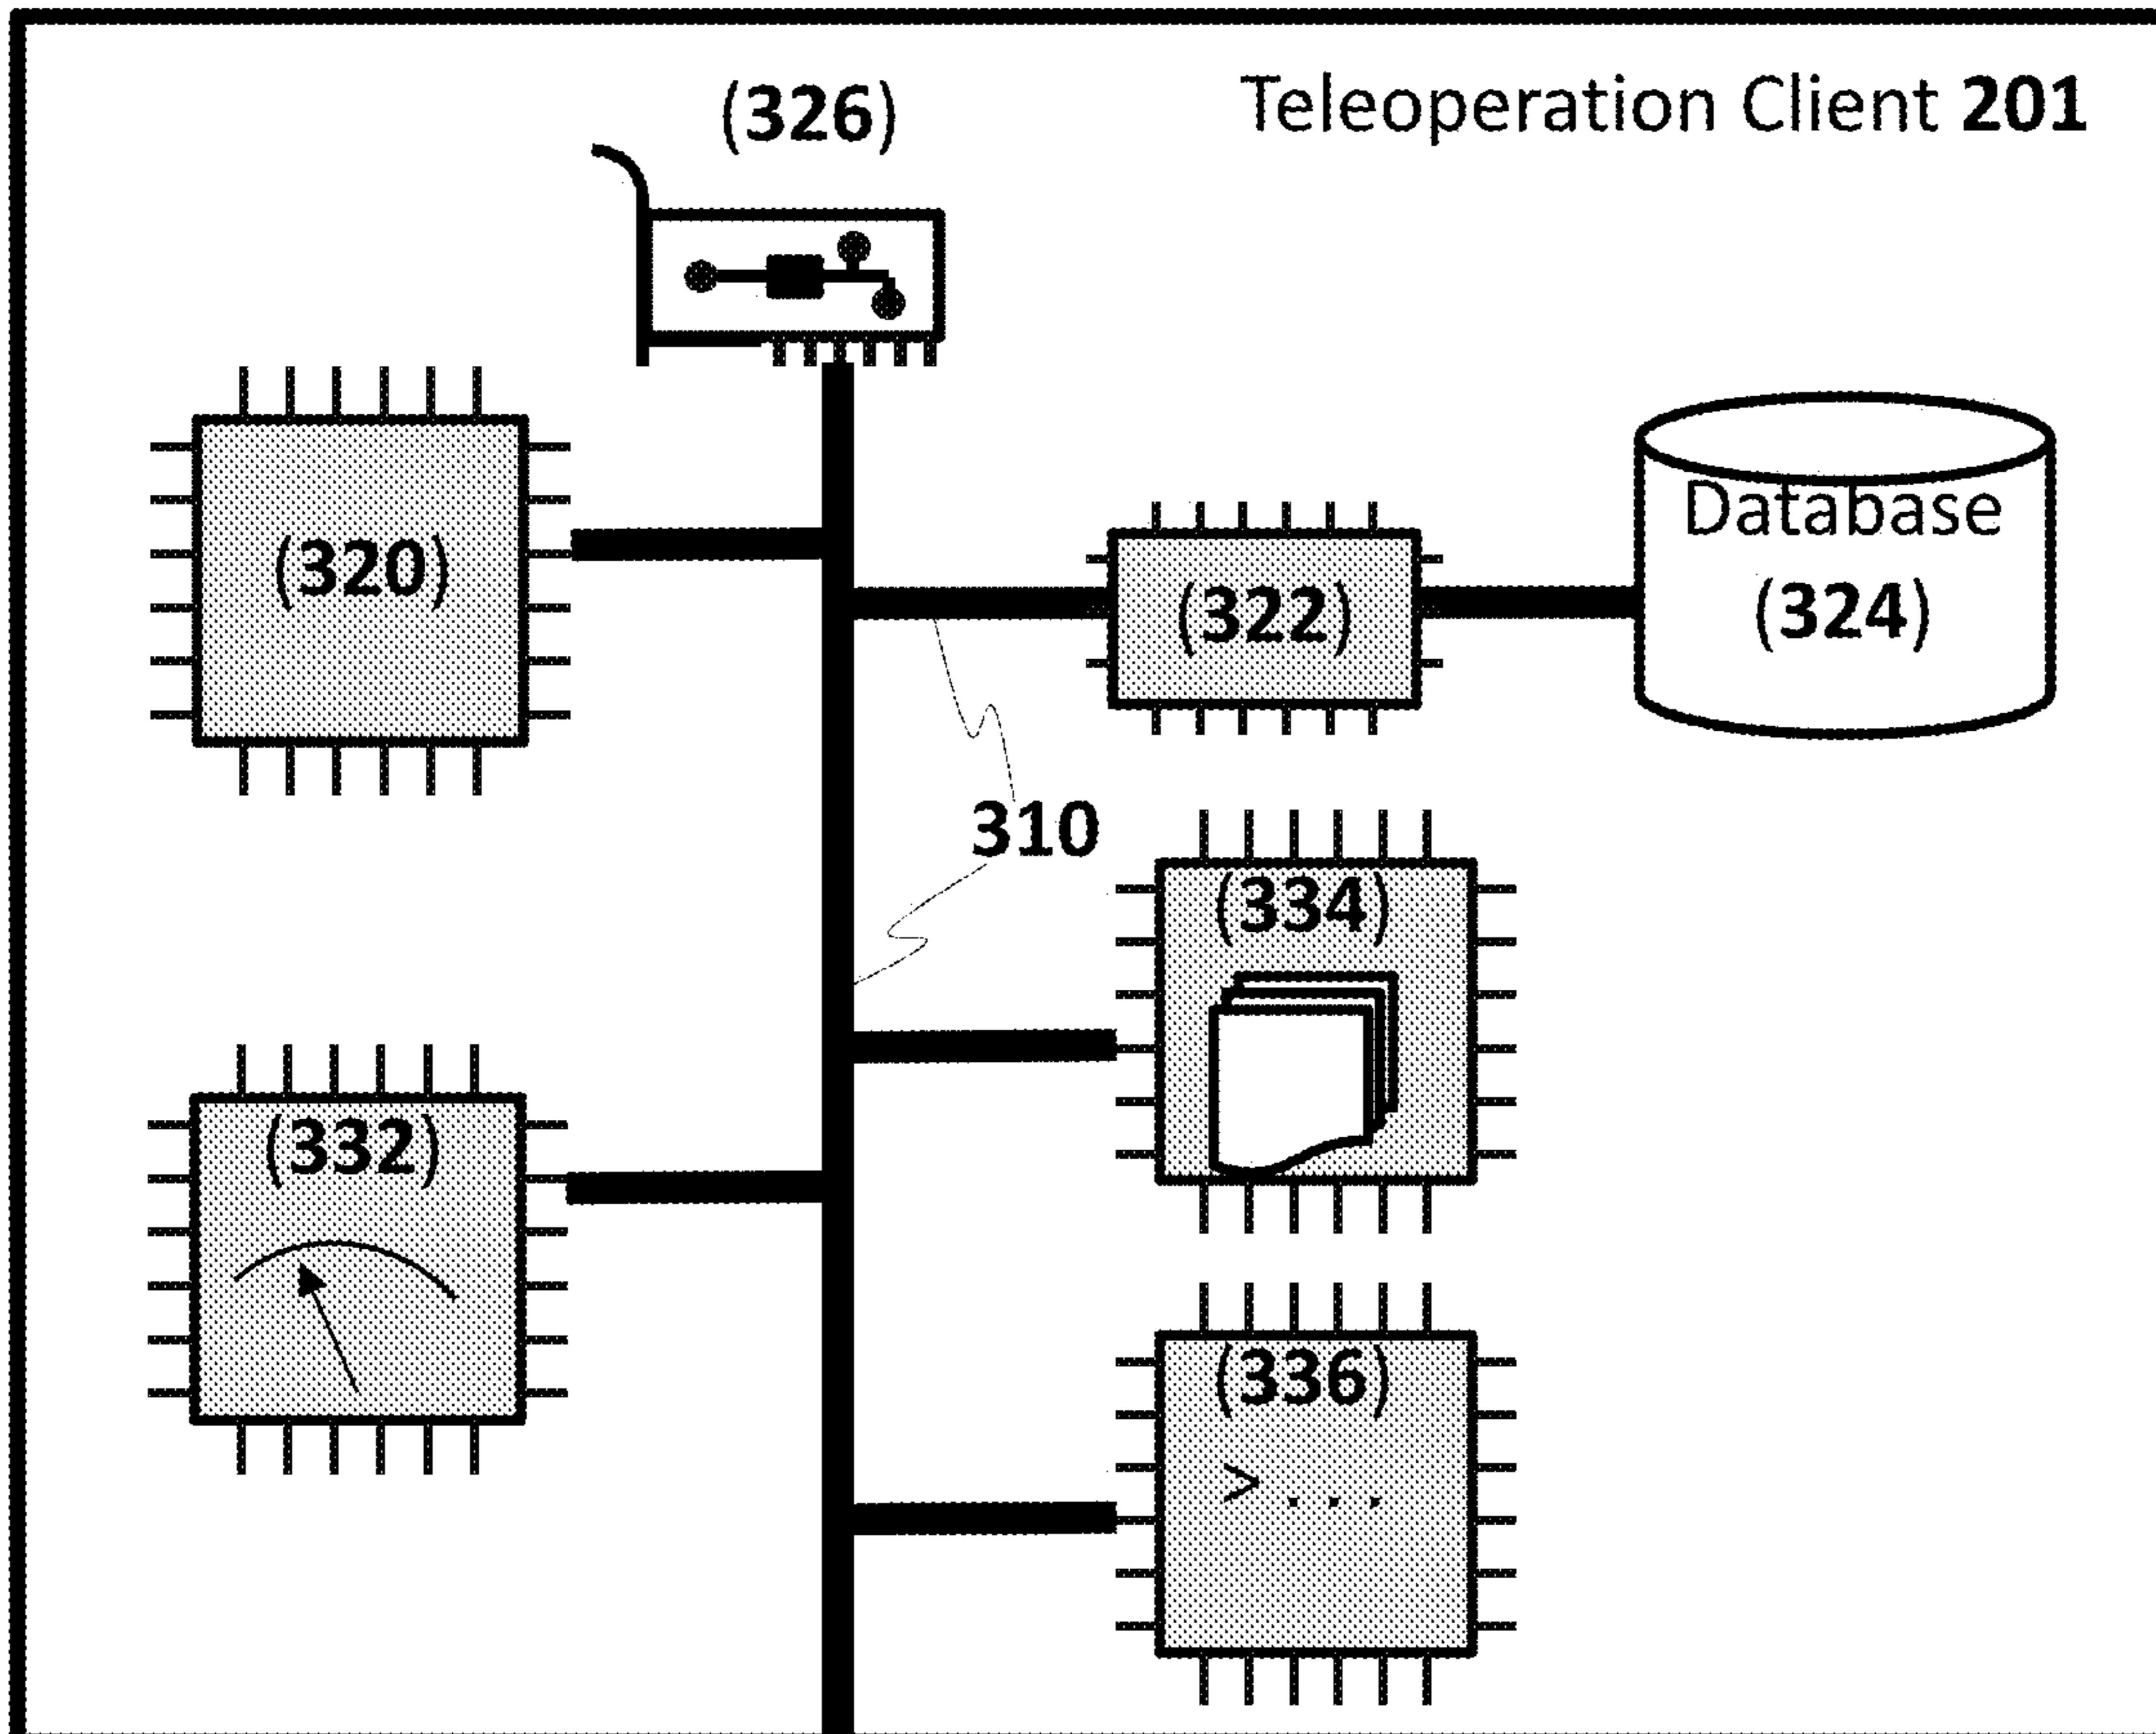 Teleoperation Client 201
(326)
(320)
(322)
Database
(324)
310
(334)
(332)
(336)
> . . .